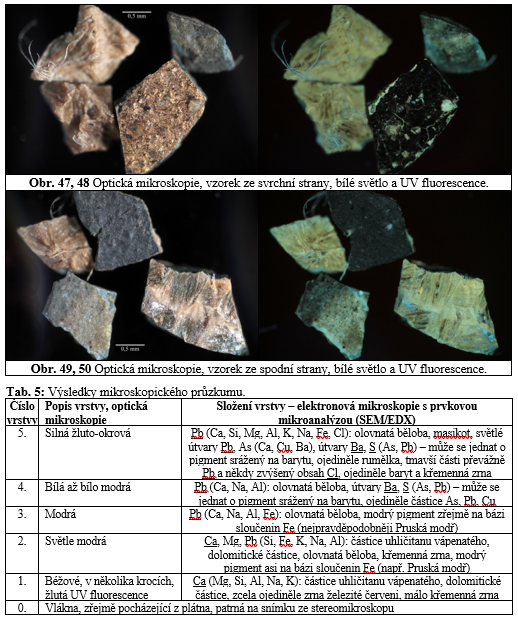 0,5 mm
Obr. 47, 48 Optická mikroskopie, vzorek ze svrchní strany, bílé světlo a UV fluorescence.
0,5 mm
Obr. 49, 50 Optická mikroskopie, vzorek ze spodní strany, bílé světlo a UV fluorescence.
Tab. 5: Výsledky mikroskopického průzkumu.
Číslo vrstvy
Popis vrstvy, optická mikroskopie
Složení vrstvy – elektronová mikroskopie s prvkovou mikroanalýzou (SEM/EDX)
5.
Silná žluto-okrová
Pb (Ca, Si, Mg, Al, K, Na, Fe, Cl): olovnatá běloba, masikot, světlé
útvary Pb, As (Ca, Cu, Ba), útvary Ba, S (As, Pb) – může se jednat o
pigment srážený na barytu, ojediněle rumělka, tmavší části převážně
Pb a někdy zvýšený obsah Cl, ojediněle baryt a křemenná zrna
4.
Bílá až bílo modrá
Pb (Ca, Na, Al): olovnatá běloba, útvary Ba, S (As, Pb) – může se
jednat o pigment srážený na barytu, ojediněle částice As, Pb, Cu
3.
Modrá
Pb (Ca, Na, Al, Fe): olovnatá běloba, modrý pigment zřejmě na bázi
sloučenin Fe (nejpravděpodobněji Pruská modř)
2.
Světle modrá
Ca, Mg, Pb (Si, Fe, K, Na, Al): částice uhličitanu vápenatého,
dolomitické částice, olovnatá běloba, křemenná zrna, modrý
pigment asi na bázi sloučenin Fe (např. Pruská modř)
1.
Béžové, v několika krocích,
žlutá UV fluorescence
Ca (Mg, Si, Al, Na, K): částice uhličitanu vápenatého, dolomitické
částice, zcela ojediněle zrna železité červeni, málo křemenná zrna
0.
Vlákna, zřejmě pocházející z plátna, patrná na snímku ze stereomikroskopu